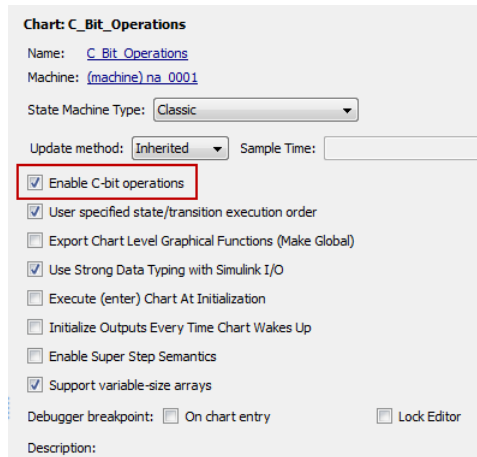 Chart: C_Bit_Operations
Name: C_Bit_Operations
Machine: (machine) na_0001
State Machine Type: Classic
Update method: Inherited Sample Time:
Enable C-bit operations
User specified state/transition execution order
Export Chart Level Graphical Functions (Make Global)
Use Strong Data Typing with Simulink I/O
Execute (enter) Chart At Initialization
Initialize Outputs Every Time Chart Wakes Up
Enable Super Step Semantics
Support variable-size arrays
Debugger breakpoint: On chart entry Lock Editor
Description: